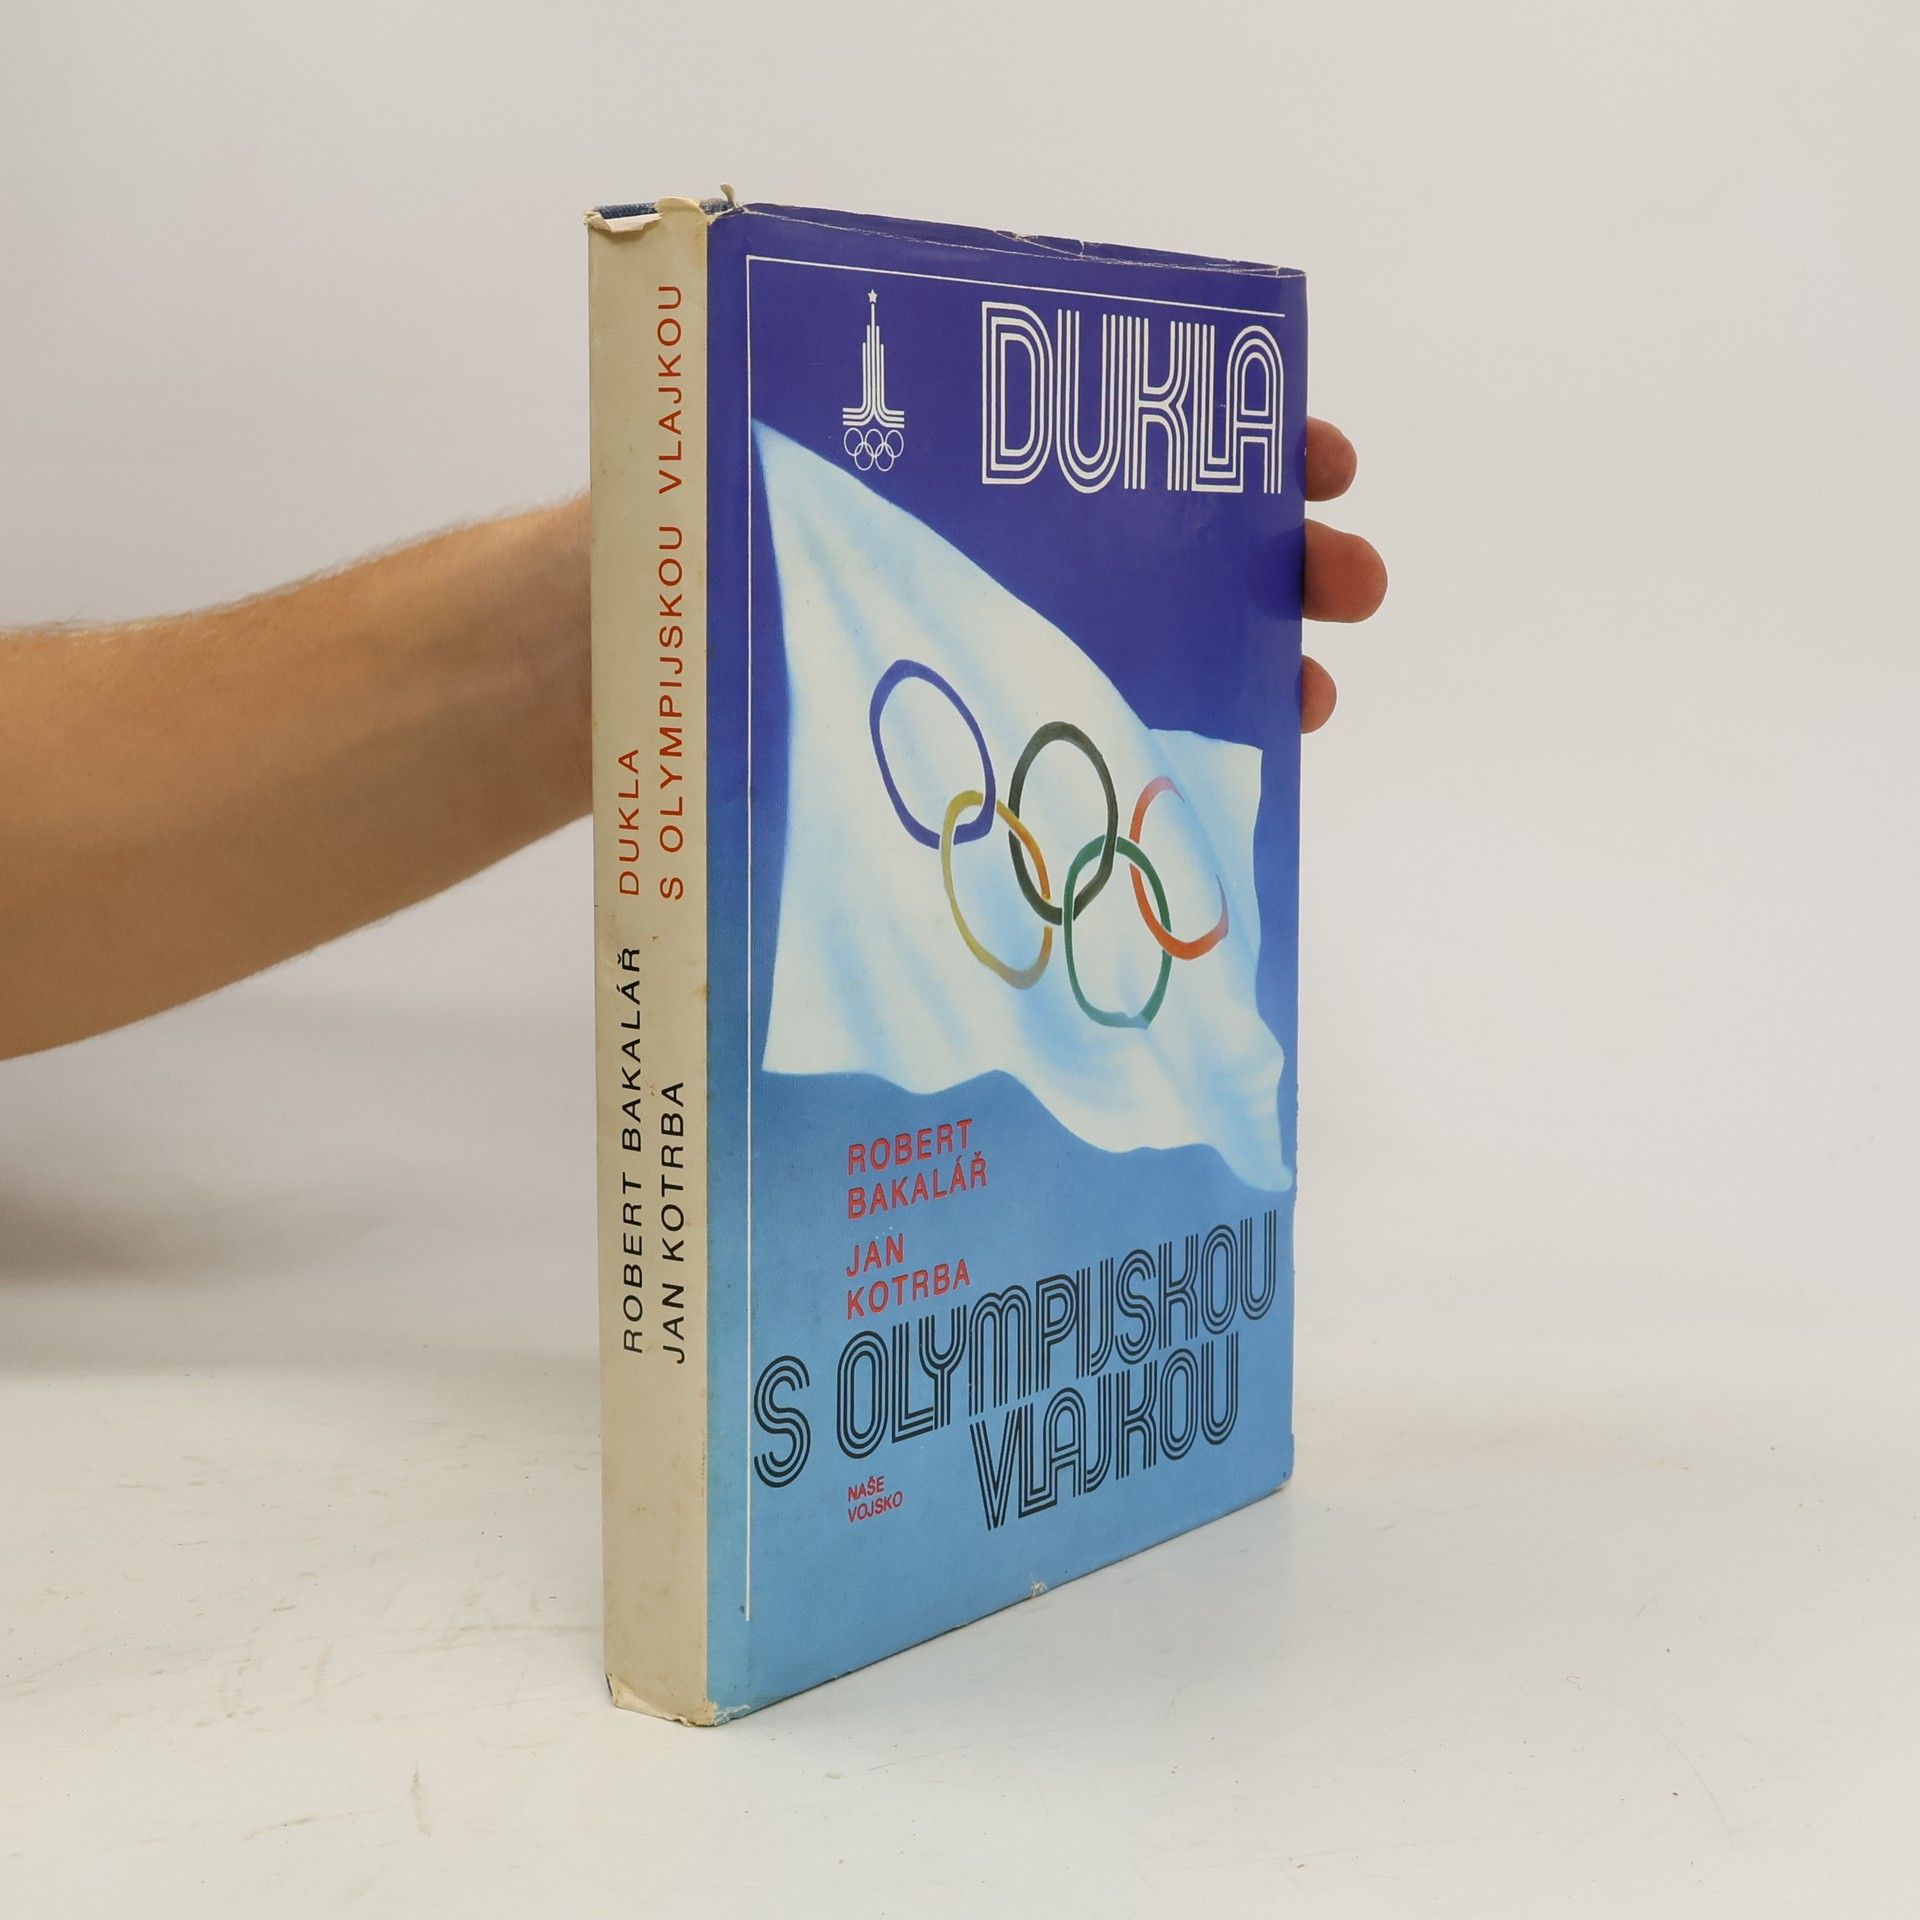 ROBERT BAKALÁŘ DUKLA
JAN KOTRBA S OLYMPIJSKOU VLAJKOU
DUKLA
ROBERT
BAKALÁŘ
JAN
KOTRBA
S OLYMPIJSKOU
VLAJKOU
NAŠE
VOJSKO